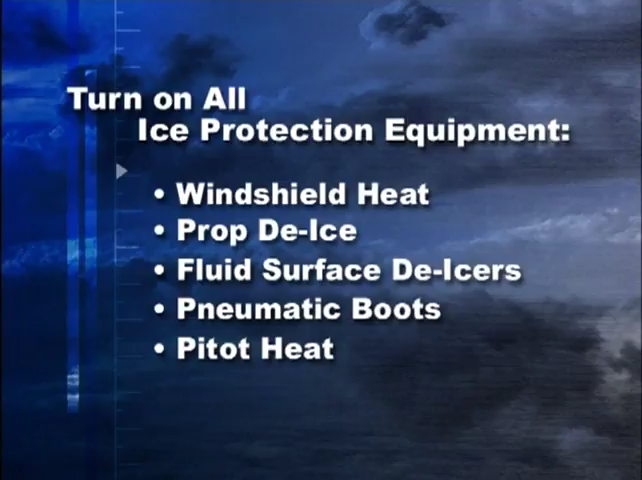 Turn on All
Ice Protection Equipment:
• Windshield Heat
• Prop De-Ice
• Fluid Surface De-Icers
• Pneumatic Boots
• Pitot Heat